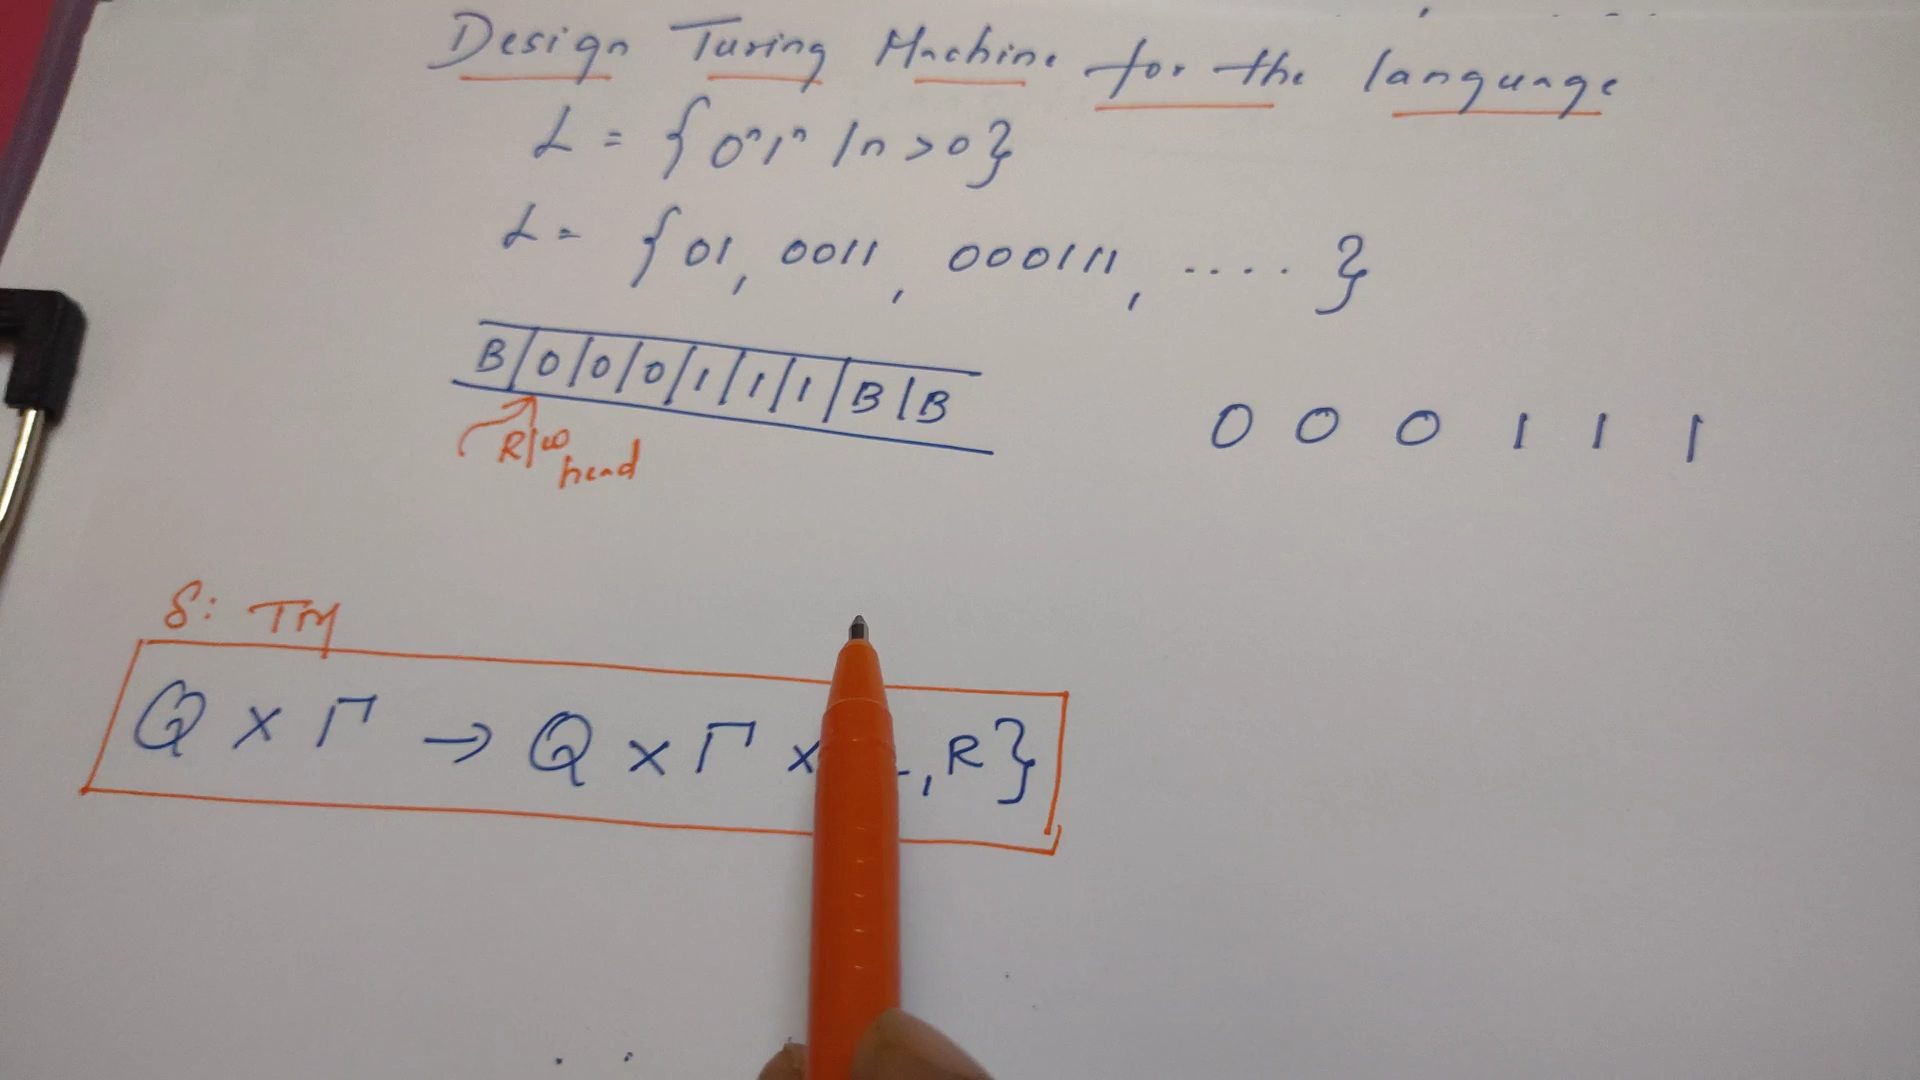 Design Turing Machine for the language
L = {0ⁿ1ⁿ | n > 0}
L = {01, 0011, 000111, ....}
B|0|0|0|1|1|1|B|B
0 0 0 1 1 1
R/W head
δ: TM
Q × Γ → Q × Γ × , R}